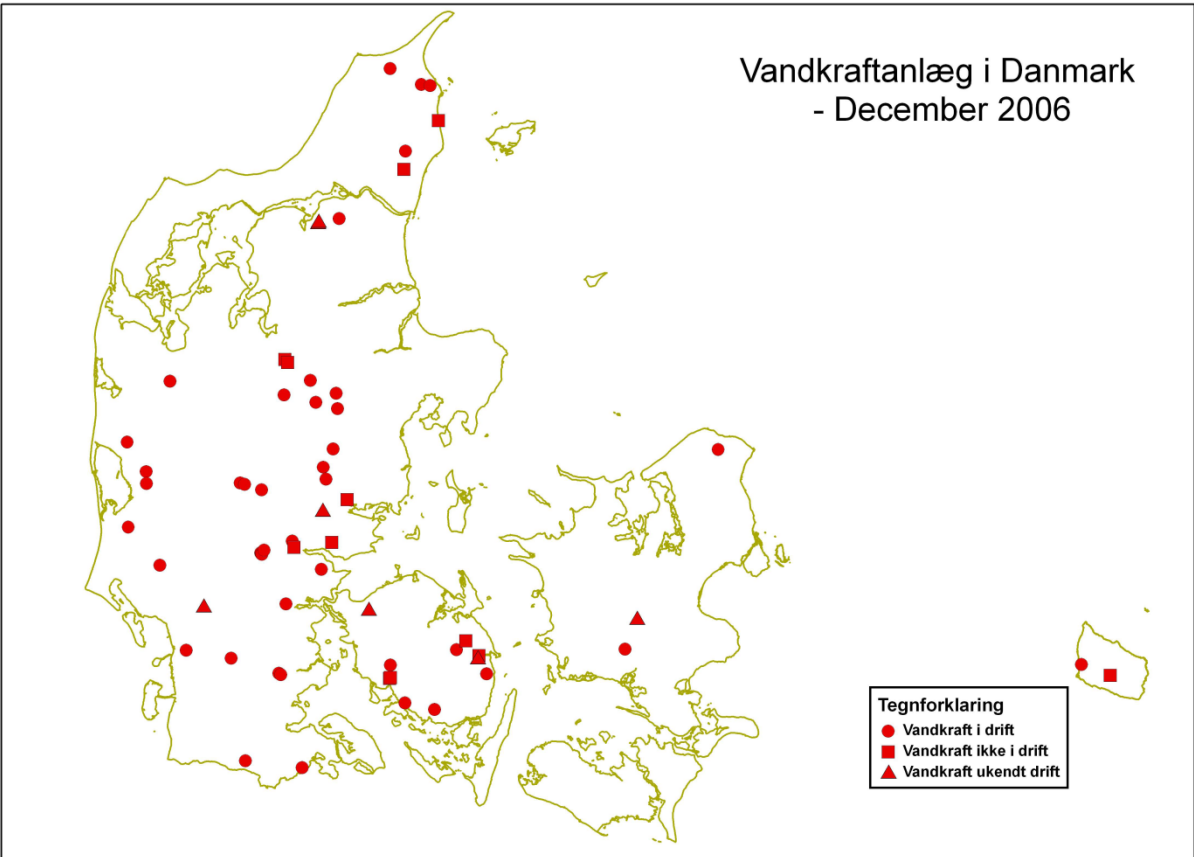 Vandkraftanlæg i Danmark
- December 2006
Tegnforklaring
Vandkraft i drift
Vandkraft ikke i drift
Vandkraft ukendt drift